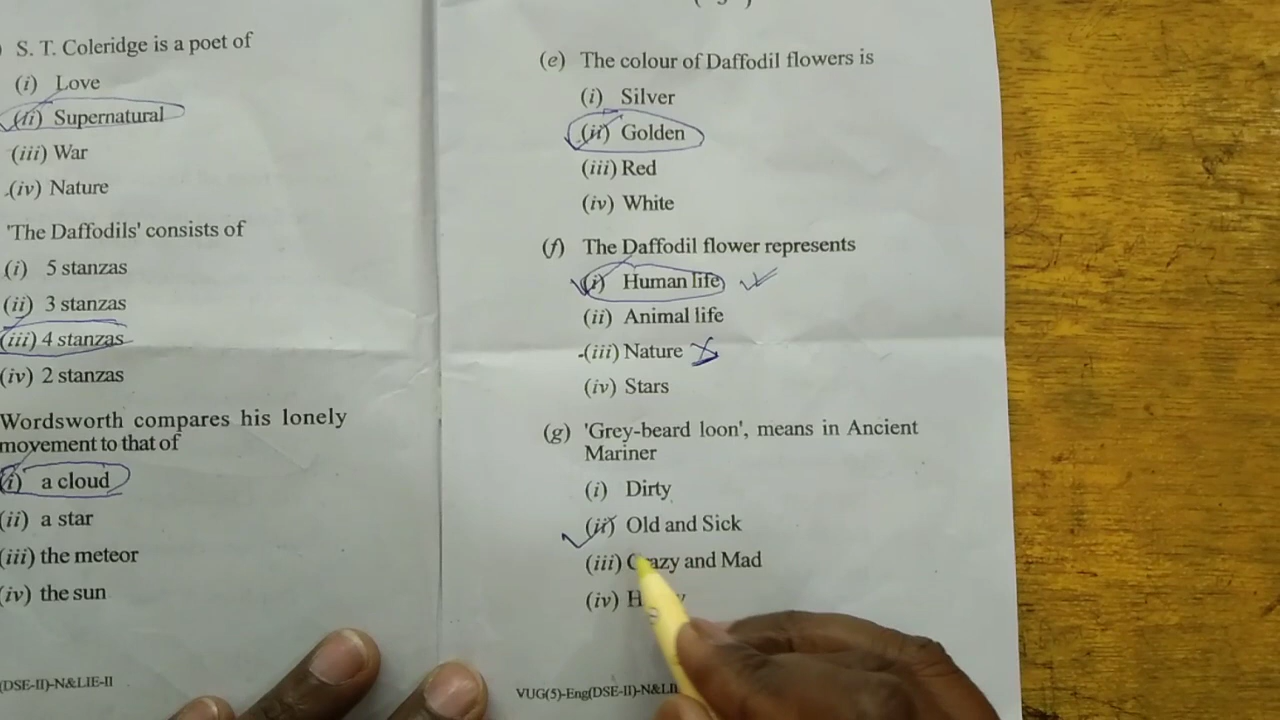 S. T. Coleridge is a poet of
(i) Love
(ii) Supernatural
(iii) War
(iv) Nature
'The Daffodils' consists of
(i) 5 stanzas
(ii) 3 stanzas
(iii) 4 stanzas
(iv) 2 stanzas
Wordsworth compares his lonely
movement to that of
(i) a cloud
(ii) a star
(iii) the meteor
(iv) the sun
(DSE-II)-N&LIE-II
(e) The colour of Daffodil flowers is
(i) Silver
(ii) Golden
(iii) Red
(iv) White
(f) The Daffodil flower represents
(i) Human life
(ii) Animal life
(iii) Nature
(iv) Stars
(g) 'Grey-beard loon', means in Ancient
Mariner
(i) Dirty
(ii) Old and Sick
(iii) Crazy and Mad
(iv)
VUG(5)-Eng(DSE-II)-N&LI